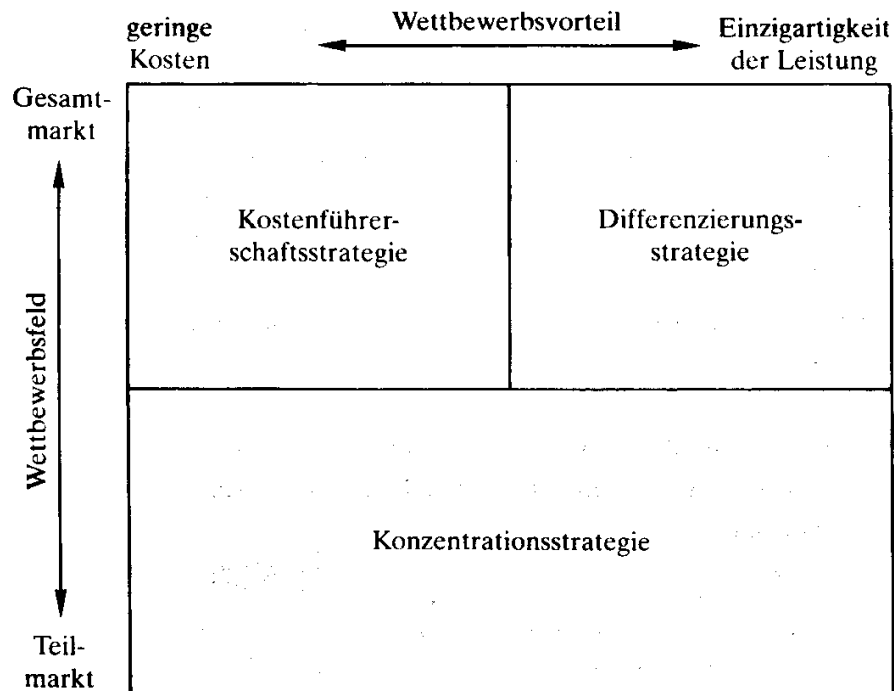 Wettbewerbsvorteil
geringe
Kosten
Einzigartigkeit
der Leistung
Gesamt-
markt
Kostenführer-
schaftsstrategie
Differenzierungs-
strategie
Wettbewerbsfeld
Konzentrationsstrategie
Teil-
markt